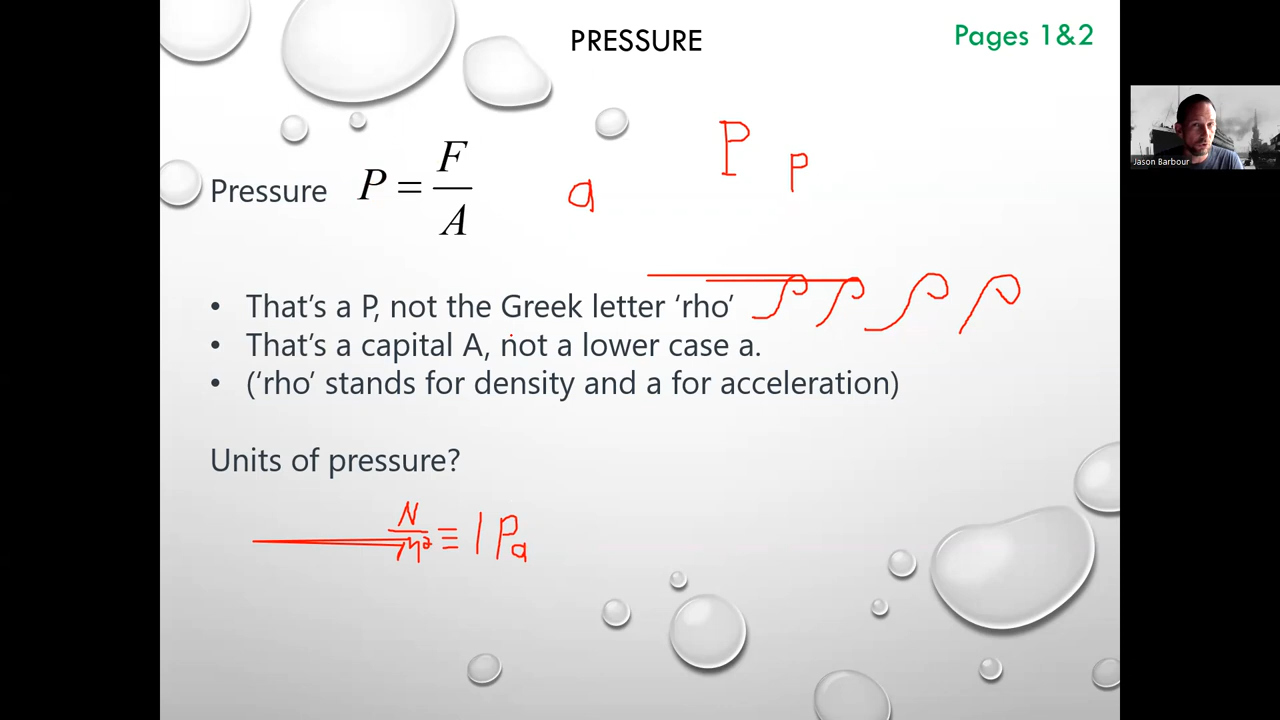 PRESSURE
Pages 1&2
Jason Barbour
P p
Pressure P = F/A
a
• That's a P, not the Greek letter 'rho' ρ ρ ρ ρ
• That's a capital A, not a lower case a.
• ('rho' stands for density and a for acceleration)
Units of pressure?
N/m² ≡ 1 Pa